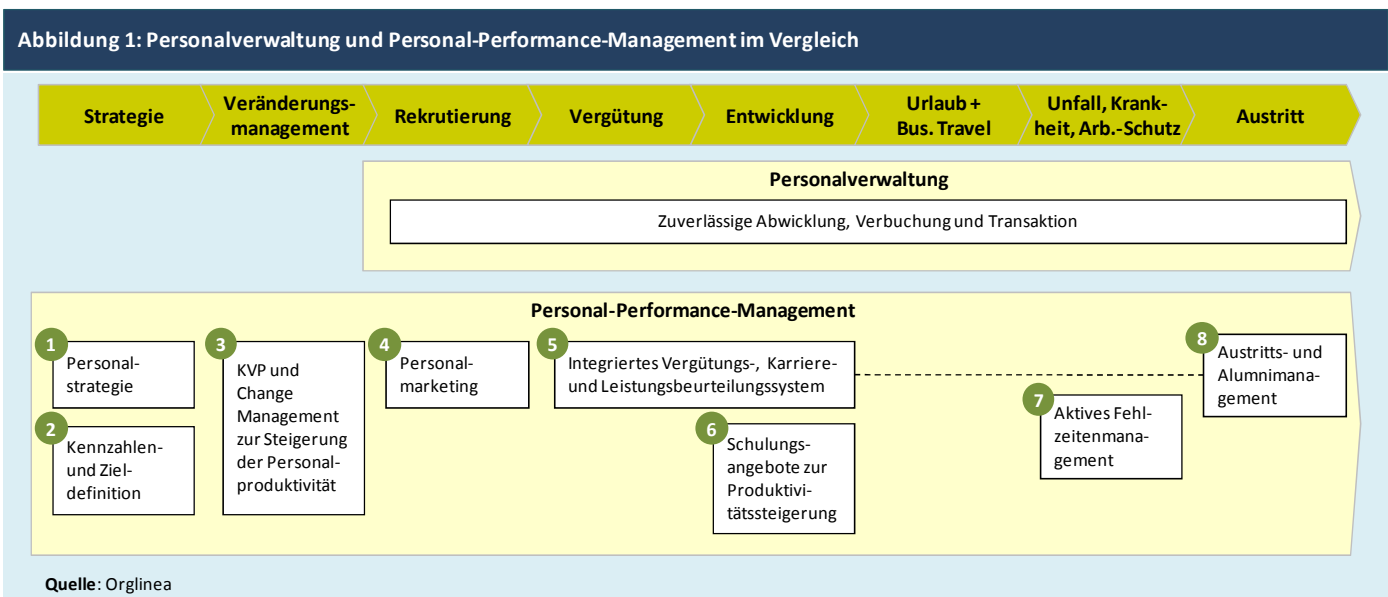 Abbildung 1: Personalverwaltung und Personal-Performance-Management im Vergleich
Strategie
Veränderungs-
management
Rekrutierung
Vergütung
Entwicklung
Urlaub +
Bus. Travel
Unfall, Krank-
heit, Arb.-Schutz
Austritt
Personalverwaltung
Zuverlässige Abwicklung, Verbuchung und Transaktion
Personal-Performance-Management
1
Personal-
strategie
2
Kennzahlen-
und Ziel-
definition
3
KVP und
Change
Management
zur Steigerung
der Personal-
produktivität
4
Personal-
marketing
5
Integriertes Vergütungs-, Karriere-
und Leistungsbeurteilungssystem
6
Schulungs-
angebote zur
Produktivi-
tätssteigerung
7
Aktives Fehl-
zeitenmana-
gement
8
Austritts- und
Alumnimana-
gement
Quelle: Orglinea